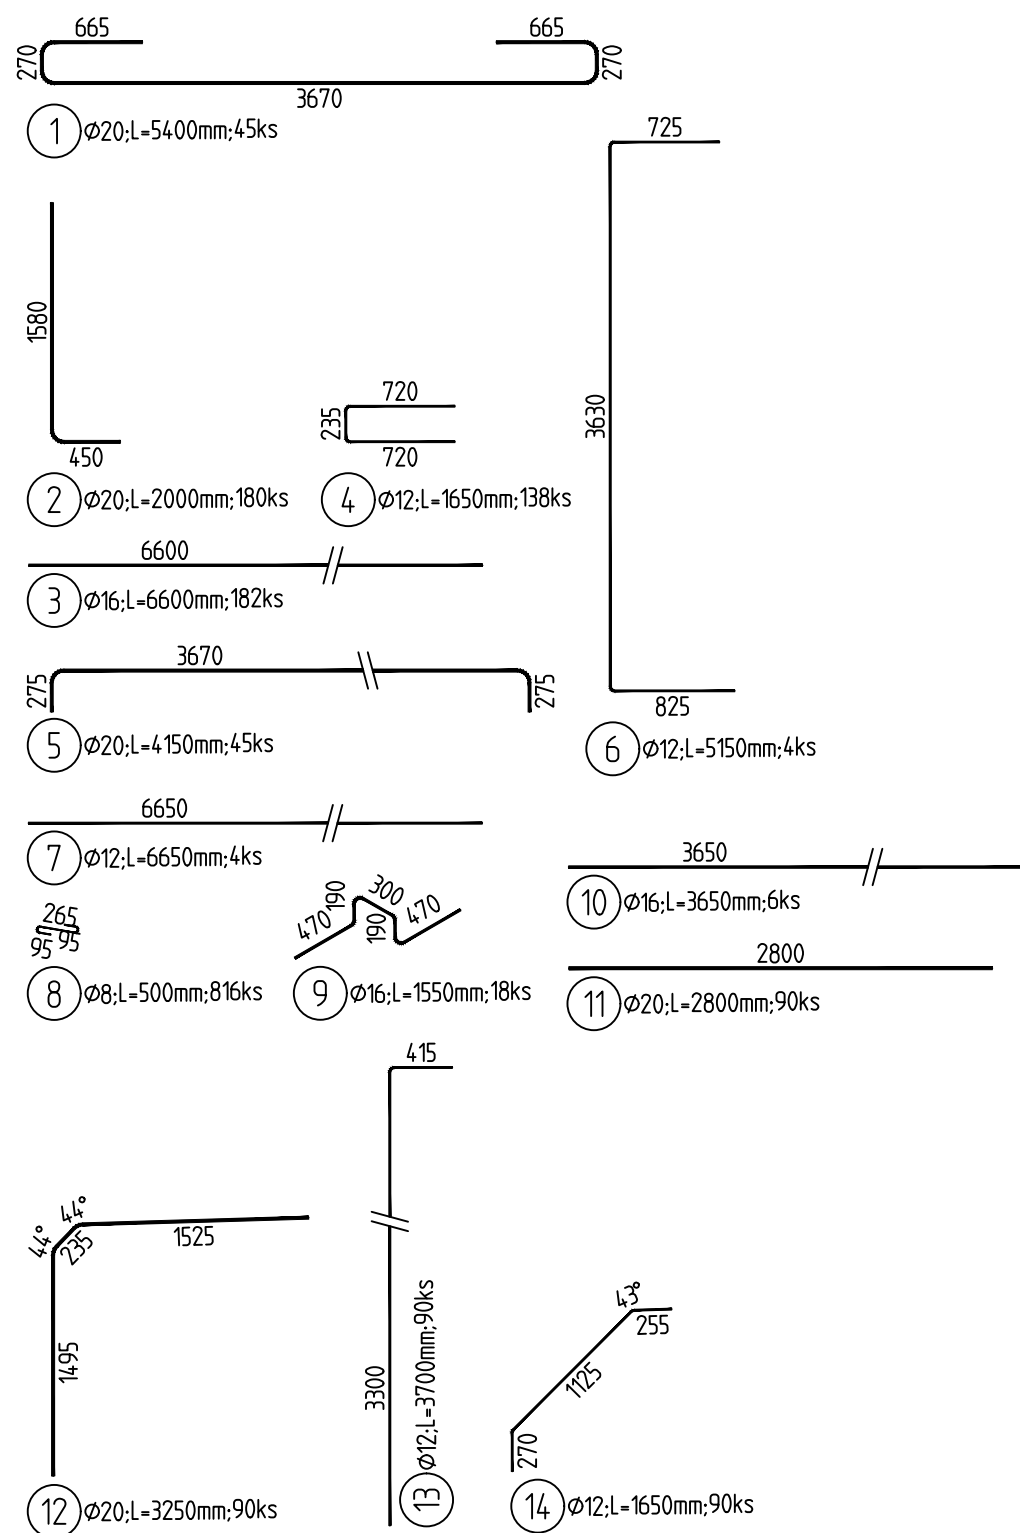 665
665
270
270
3670
1 Ø20;L=5400mm;45ks
725
1580
3630
450
2 Ø20;L=2000mm;180ks
720
235
720
4 Ø12;L=1650mm;138ks
6600
3 Ø16;L=6600mm;182ks
3670
275
275
5 Ø20;L=4150mm;45ks
825
6 Ø12;L=5150mm;4ks
6650
7 Ø12;L=6650mm;4ks
3650
10 Ø16;L=3650mm;6ks
265
95
95
8 Ø8;L=500mm;816ks
470
190
300
190
470
9 Ø16;L=1550mm;18ks
2800
11 Ø20;L=2800mm;90ks
415
3300
13 Ø12;L=3700mm;90ks
44°
44°
235
1525
1495
12 Ø20;L=3250mm;90ks
43°
255
1125
270
14 Ø12;L=1650mm;90ks